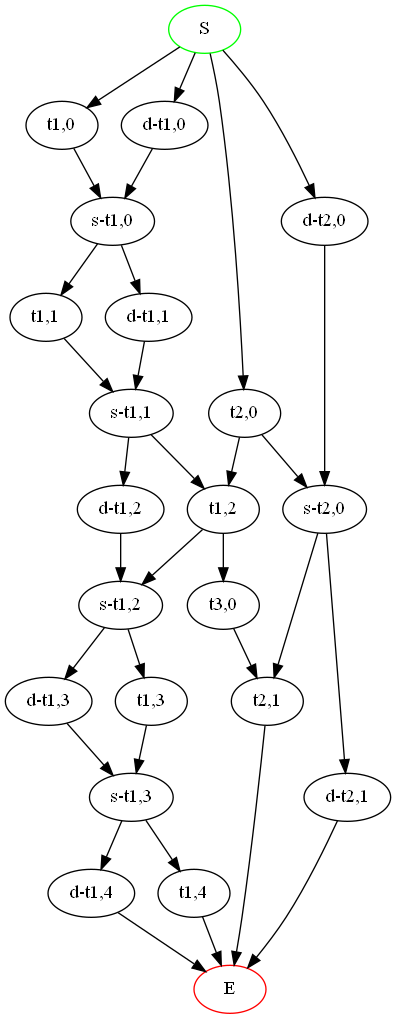 S
t1,0
d-t1,0
s-t1,0
d-t2,0
t1,1
d-t1,1
s-t1,1
t2,0
d-t1,2
t1,2
s-t2,0
s-t1,2
t3,0
d-t1,3
t1,3
t2,1
s-t1,3
d-t2,1
d-t1,4
t1,4
E